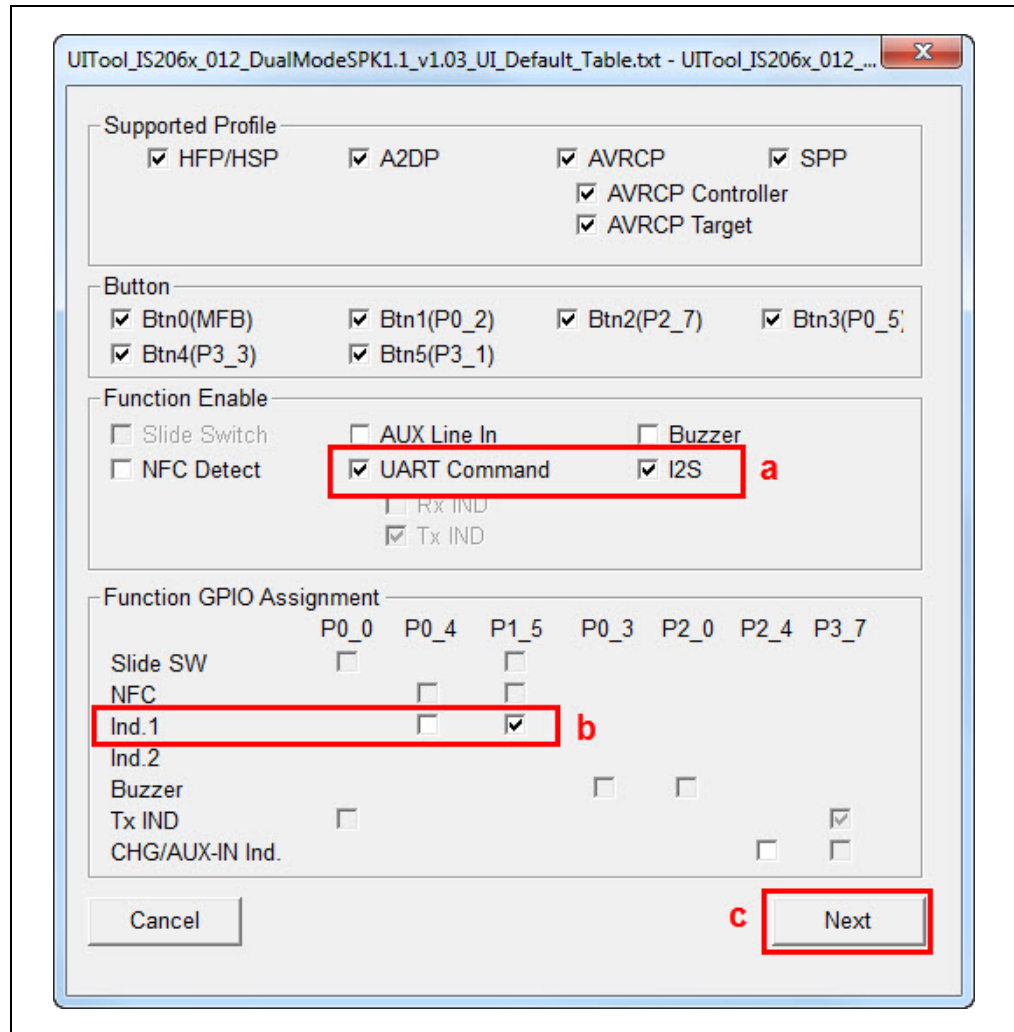 UITool_IS206x_012_DualModeSPK1.1_v1.03_UI_Default_Table.txt - UITool_IS206x_012_...
Supported Profile
HFP/HSP A2DP AVRCP SPP
AVRCP Controller
AVRCP Target
Button
Btn0(MFB) Btn1(P0_2) Btn2(P2_7) Btn3(P0_5)
Btn4(P3_3) Btn5(P3_1)
Function Enable
Slide Switch AUX Line In Buzzer
NFC Detect UART Command I2S a
Rx IND
Tx IND
Function GPIO Assignment
P0_0 P0_4 P1_5 P0_3 P2_0 P2_4 P3_7
Slide SW
NFC
Ind.1 b
Ind.2
Buzzer
Tx IND
CHG/AUX-IN Ind.
Cancel c Next